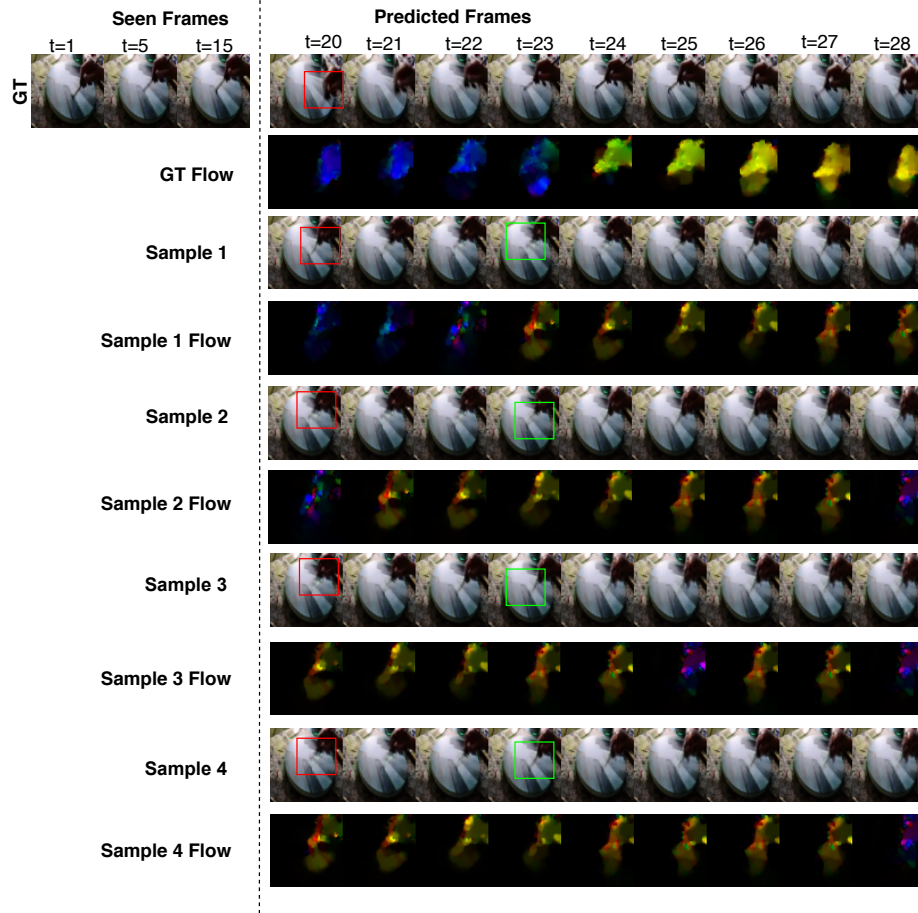 Seen Frames
Predicted Frames
t=1 t=5 t=15 t=20 t=21 t=22 t=23 t=24 t=25 t=26 t=27 t=28
GT
GT Flow
Sample 1
Sample 1 Flow
Sample 2
Sample 2 Flow
Sample 3
Sample 3 Flow
Sample 4
Sample 4 Flow